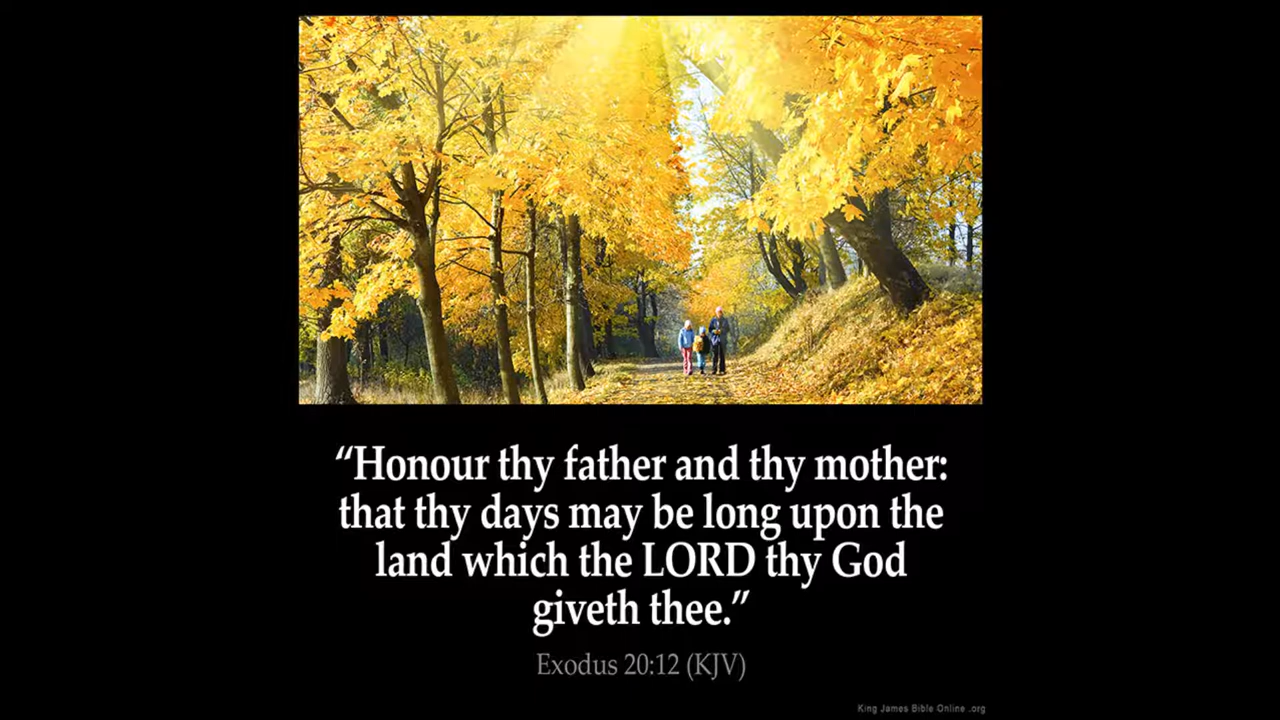 “Honour thy father and thy mother:
that thy days may be long upon the
land which the LORD thy God
giveth thee.”
Exodus 20:12 (KJV)
King James Bible Online .org